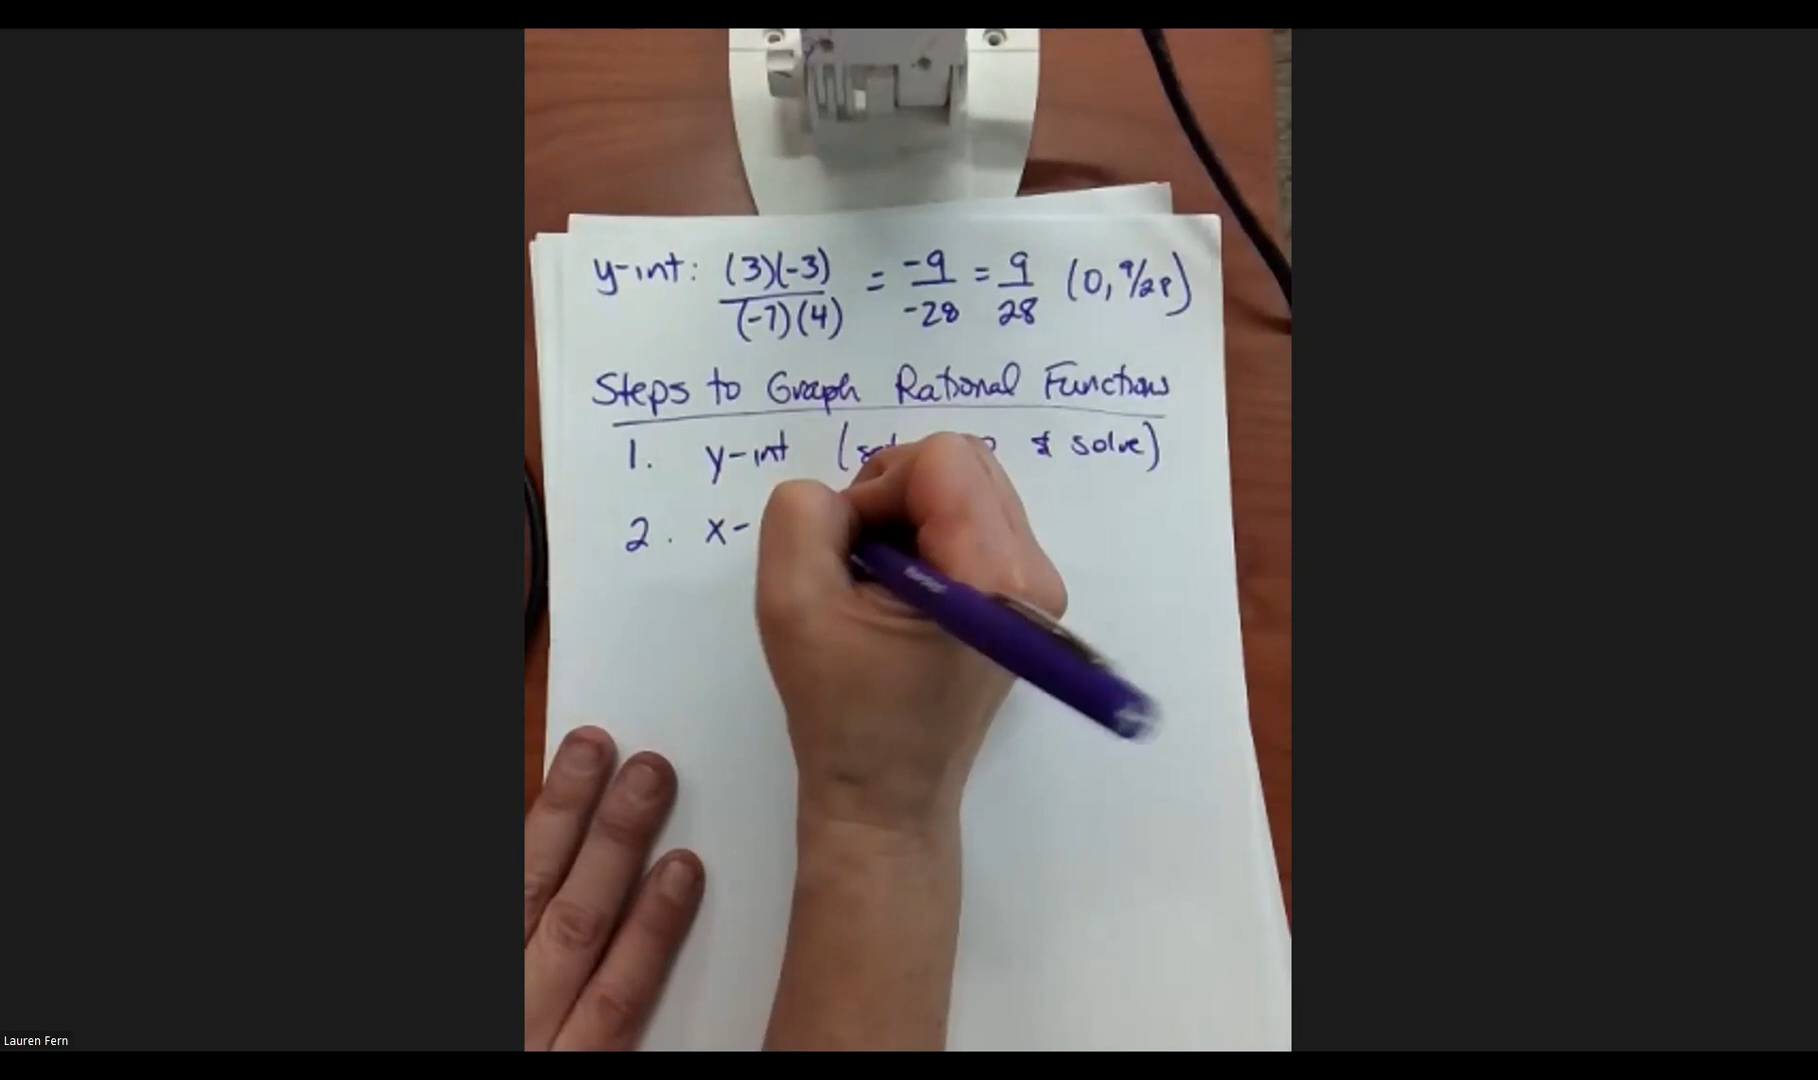 y-int: (3)(-3) / (-7)(4) = -9/-28 = 9/28 (0, 9/28)
Steps to Graph Rational Functions
1. y-int ( & solve)
2. x-
Lauren Fern